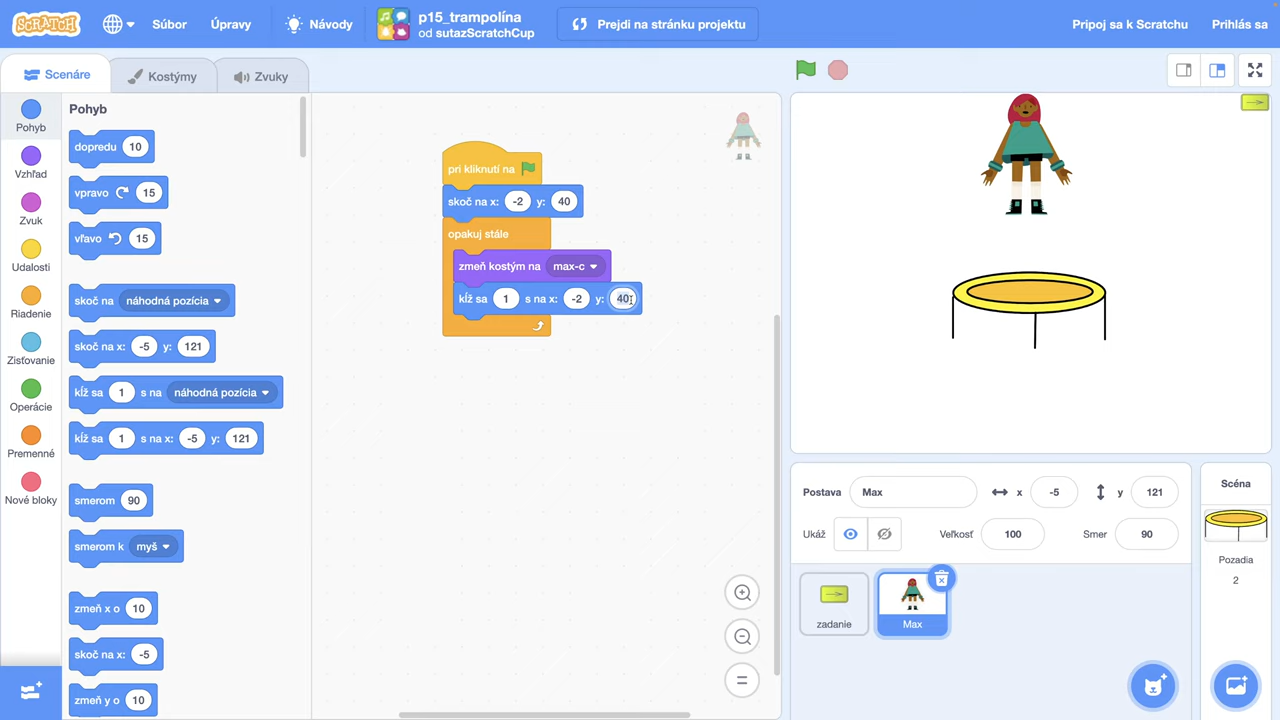 SCRATCH
Súbor
Úpravy
Návody
p15_trampolína
od sutazScratchCup
Prejdi na stránku projektu
Pripoj sa k Scratchu
Prihlás sa
Scenáre
Kostýmy
Zvuky
Pohyb
Vzhľad
Zvuk
Udalosti
Riadenie
Zisťovanie
Operácie
Premenné
Nové bloky
Pohyb
dopredu 10
vpravo 15
vľavo 15
skoč na náhodná pozícia
skoč na x: -5 y: 121
kĺž sa 1 s na náhodná pozícia
kĺž sa 1 s na x: -5 y: 121
smerom 90
smerom k myš
zmeň x o 10
skoč na x: -5
zmeň y o 10
pri kliknutí na
skoč na x: -2 y: 40
opakuj stále
zmeň kostým na max-c
kĺž sa 1 s na x: -2 y: 40
Postava Max x -5 y 121
Ukáž Veľkosť 100 Smer 90
zadanie
Max
Scéna
Pozadia
2